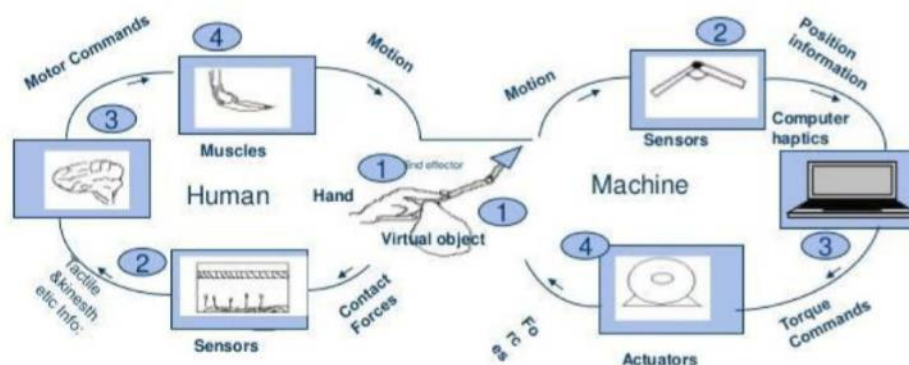 Motor Commands
4
Motion
Muscles
3
Human
2
Tactile
&kinesth
etic Info:
Sensors
Contact
Forces
1
Hand
End effector
Virtual object
1
Motion
2
Sensors
Position
information
Computer
haptics
Machine
3
Torque
Commands
4
Actuators
Fo
rc
es